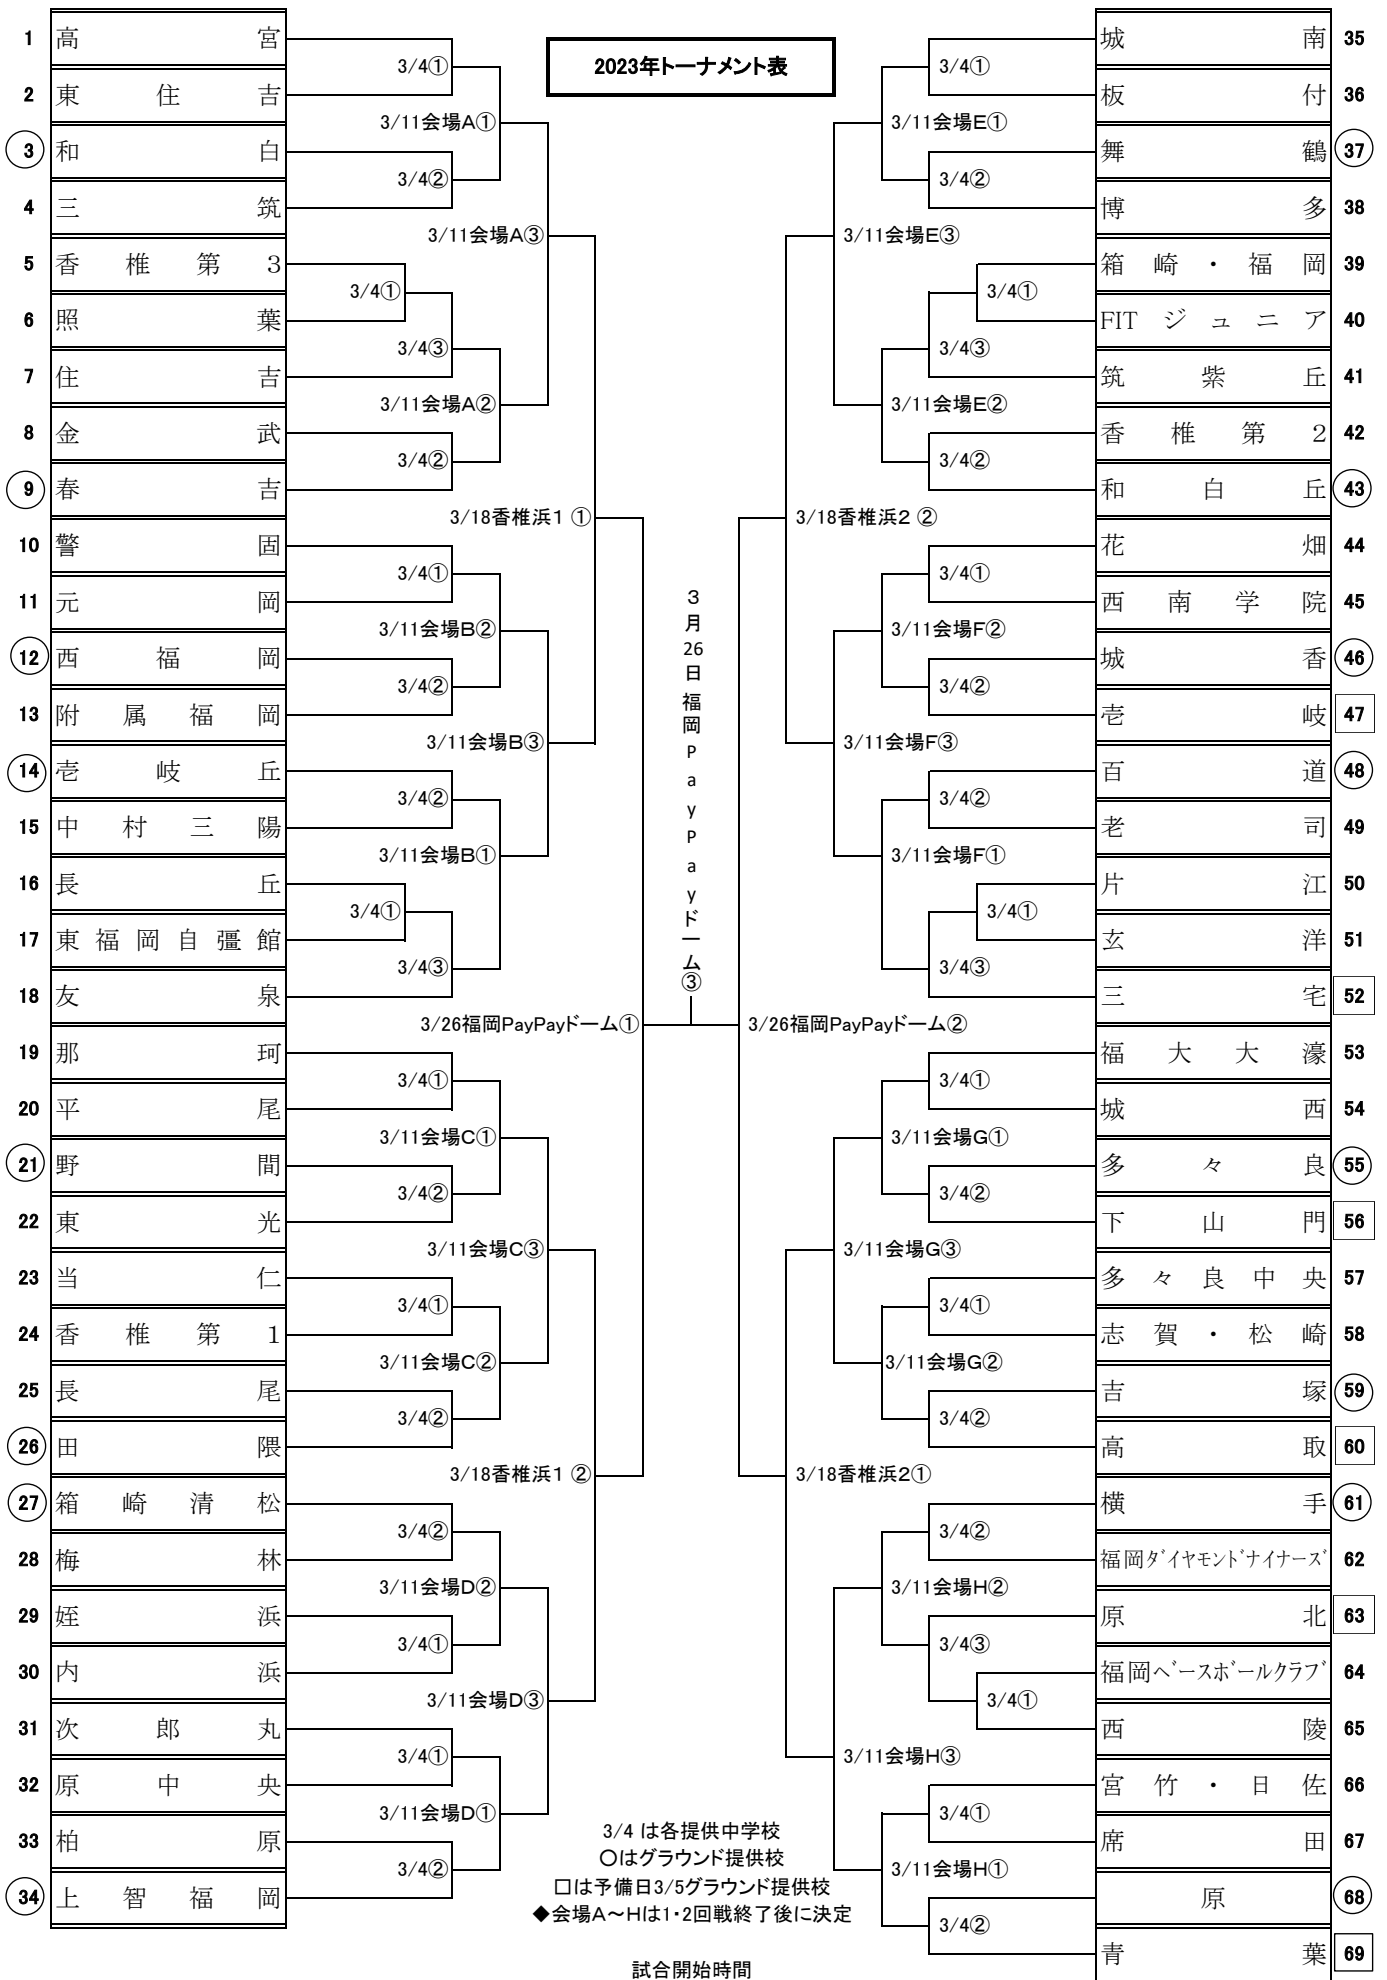 2023年トーナメント表
1 高宮
2 東住吉
3 和白
4 三筑
5 香椎第3
6 照葉
7 住吉
8 金武
9 春吉
10 警固
11 元岡
12 西福岡
13 附属福岡
14 壱岐丘
15 中村三陽
16 長丘
17 東福岡自彊館
18 友泉
19 那珂
20 平尾
21 野間
22 東光
23 当仁
24 香椎第1
25 長尾
26 田隈
27 箱崎清松
28 梅林
29 姪浜
30 内浜
31 次郎丸
32 原中央
33 柏原
34 上智福岡
3/4①
3/4②
3/4①
3/4③
3/4②
3/4①
3/4②
3/4②
3/4①
3/4③
3/4①
3/4②
3/4①
3/4②
3/4②
3/4①
3/4①
3/4②
3/11会場A①
3/11会場A③
3/11会場A②
3/11会場B②
3/11会場B③
3/11会場B①
3/11会場C①
3/11会場C③
3/11会場C②
3/11会場D②
3/11会場D③
3/11会場D①
3/18香椎浜1 ①
3/18香椎浜1 ②
3/26福岡PayPayドーム①
3月26日福岡PayPayドーム③
3/26福岡PayPayドーム②
3/18香椎浜2 ②
3/18香椎浜2①
3/11会場E①
3/11会場E③
3/11会場E②
3/11会場F②
3/11会場F③
3/11会場F①
3/11会場G①
3/11会場G③
3/11会場G②
3/11会場H②
3/11会場H③
3/11会場H①
3/4①
3/4②
3/4①
3/4③
3/4②
3/4①
3/4②
3/4②
3/4①
3/4③
3/4①
3/4②
3/4①
3/4②
3/4②
3/4③
3/4①
3/4①
3/4②
城南 35
板付 36
舞鶴 37
博多 38
箱崎・福岡 39
FITジュニア 40
筑紫丘 41
香椎第2 42
和白丘 43
花畑 44
西南学院 45
城香 46
壱岐 47
百道 48
老司 49
片江 50
玄洋 51
三宅 52
福大大濠 53
城西 54
多々良 55
下山門 56
多々良中央 57
志賀・松崎 58
吉塚 59
高取 60
横手 61
福岡ﾀﾞｲﾔﾓﾝﾄﾞﾅｲﾅｰｽﾞ 62
原北 63
福岡ﾍﾞｰｽﾎﾞｰﾙｸﾗﾌﾞ 64
西陵 65
宮竹・日佐 66
席田 67
原 68
青葉 69
3/4 は各提供中学校
○はグラウンド提供校
□は予備日3/5グラウンド提供校
◆会場A～Hは1・2回戦終了後に決定
試合開始時間